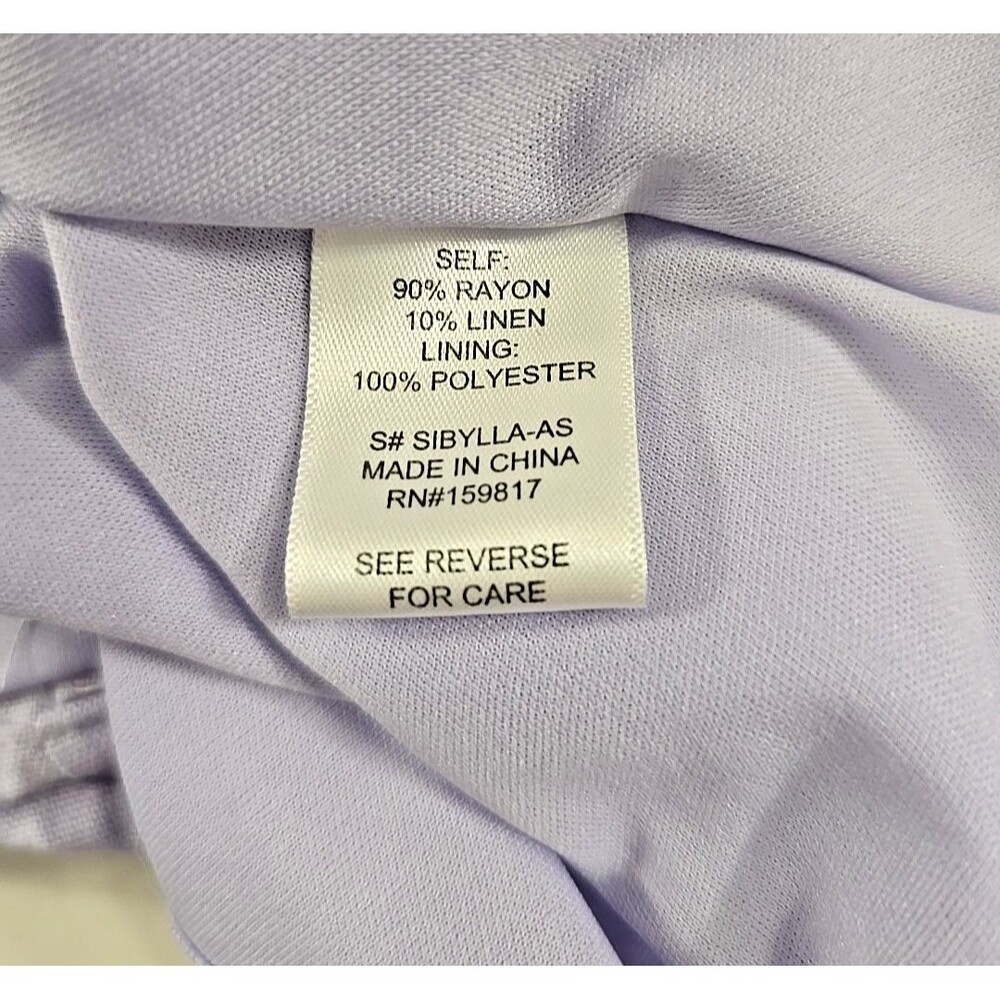 SELF:
90% RAYON
10% LINEN
LINING:
100% POLYESTER
S# SIBYLLA-AS
MADE IN CHINA
RN#159817
SEE REVERSE
FOR CARE